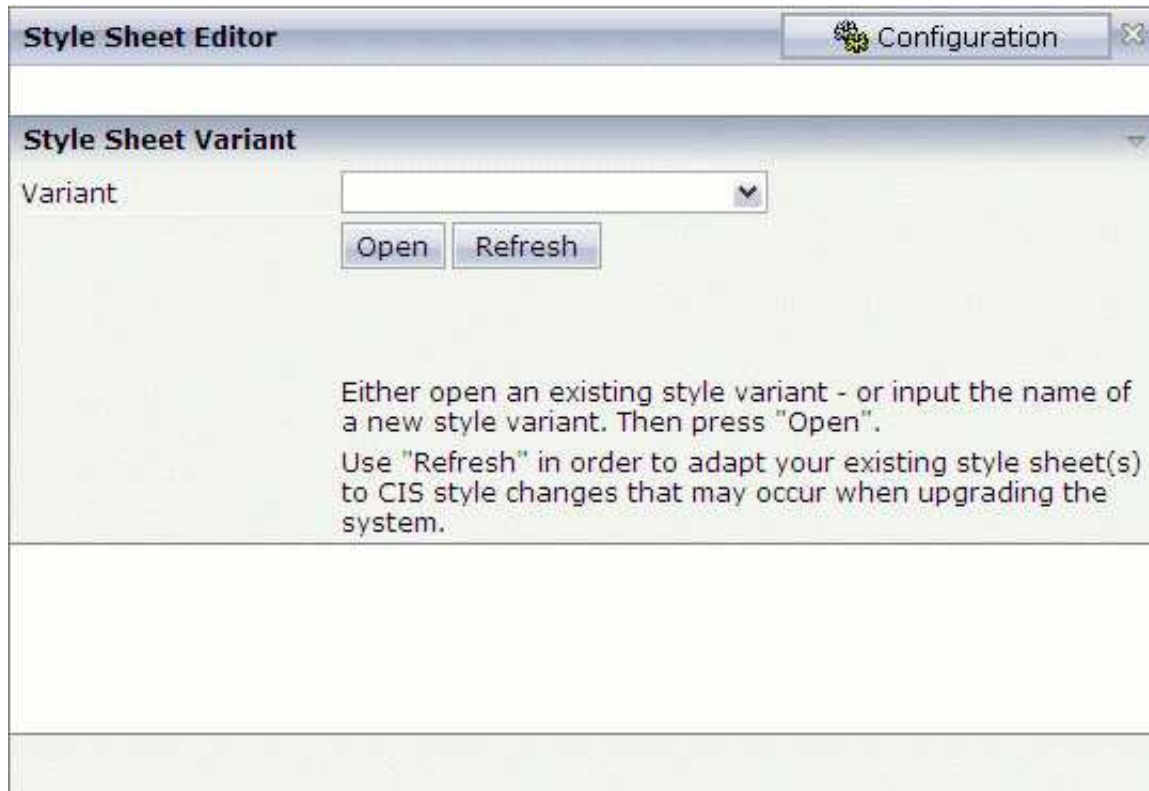 Style Sheet Editor
Configuration
Style Sheet Variant
Variant
Open
Refresh
Either open an existing style variant - or input the name of
a new style variant. Then press "Open".
Use "Refresh" in order to adapt your existing style sheet(s)
to CIS style changes that may occur when upgrading the
system.